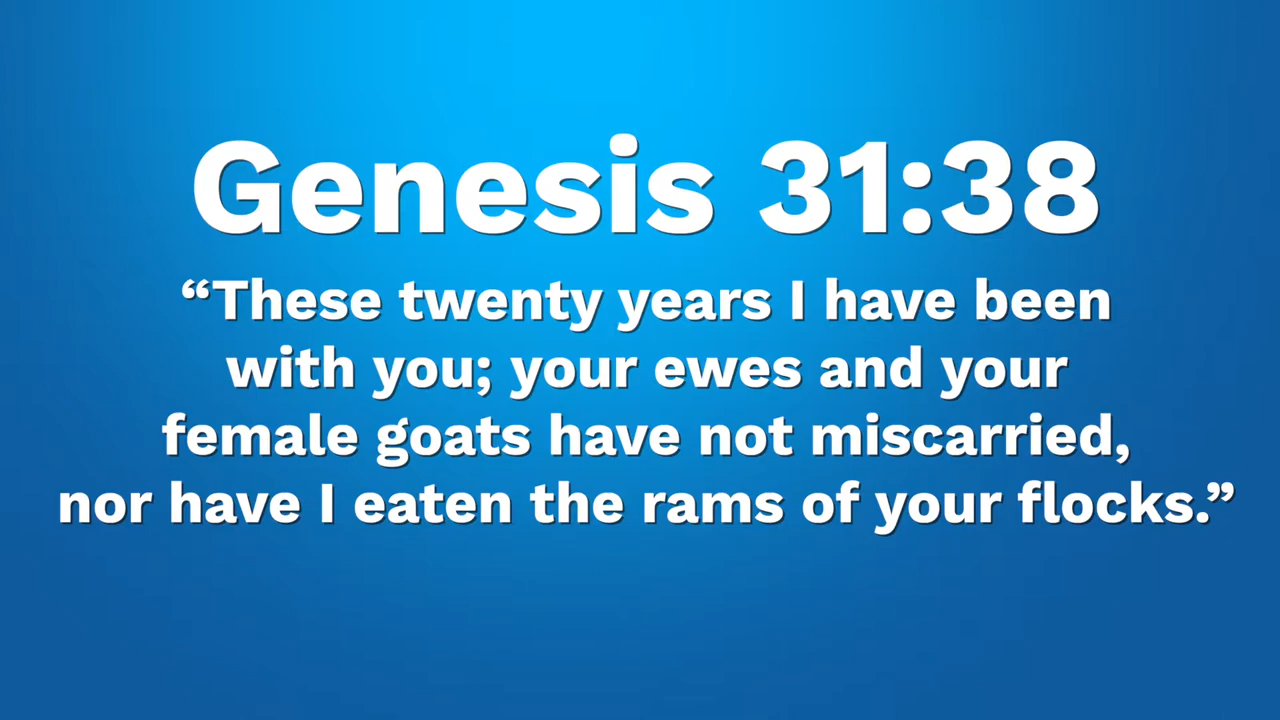 Genesis 31:38
“These twenty years I have been
with you; your ewes and your
female goats have not miscarried,
nor have I eaten the rams of your flocks.”